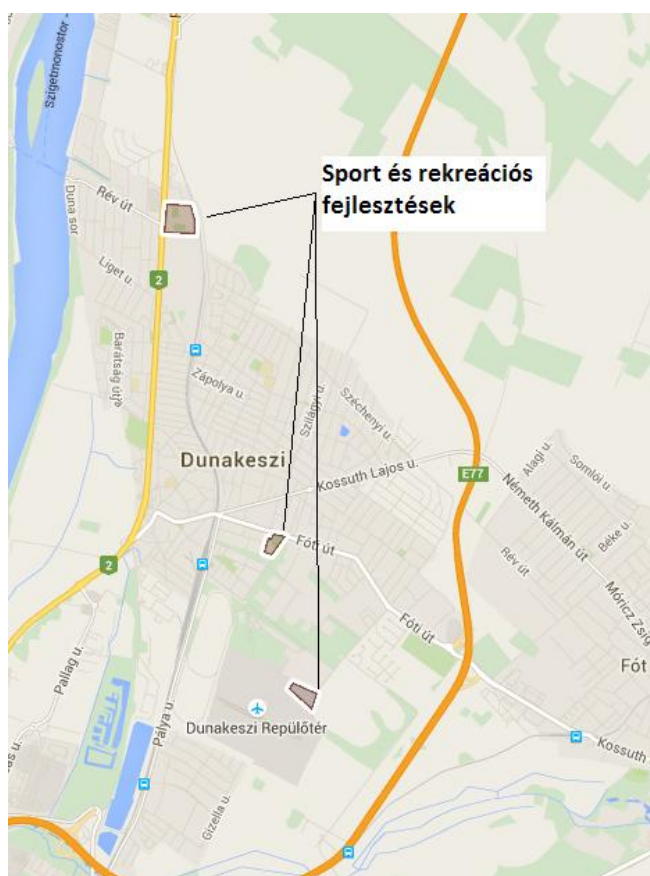 Szigetmonostor
Sport és rekreációs
fejlesztések
Rév út
Duna sor
Liget u.
2
Barátság útja
Zápolya u.
Szilágyi u.
Széchenyi u.
Dunakeszi
Kossuth Lajos u.
E77
Alagi u.
Somlói u.
Németh Kálmán út
Béke u.
Rév út
Fóti út
2
Móricz Zsig
Fóti út
Fót
Pallag u.
Pálya u.
Dunakeszi Repülőtér
Kossuth
Gizella u.